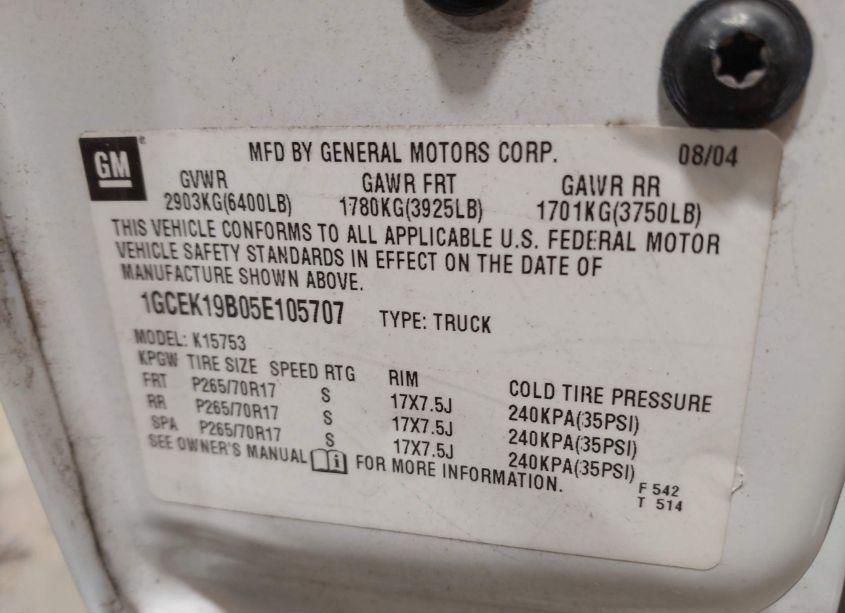 GM MFD BY GENERAL MOTORS CORP. 08/04
GVWR GAWR FRT GAWR RR
2903KG(6400LB) 1780KG(3925LB) 1701KG(3750LB)
THIS VEHICLE CONFORMS TO ALL APPLICABLE U.S. FEDERAL MOTOR
VEHICLE SAFETY STANDARDS IN EFFECT ON THE DATE OF
MANUFACTURE SHOWN ABOVE.
1GCEK19B05E105707 TYPE: TRUCK
MODEL: K15753
KPGW TIRE SIZE SPEED RTG RIM COLD TIRE PRESSURE
FRT P265/70R17 S 17X7.5J 240KPA(35PSI)
RR P265/70R17 S 17X7.5J 240KPA(35PSI)
SPA P265/70R17 S 17X7.5J 240KPA(35PSI)
SEE OWNER'S MANUAL FOR MORE INFORMATION.
F 542
T 514